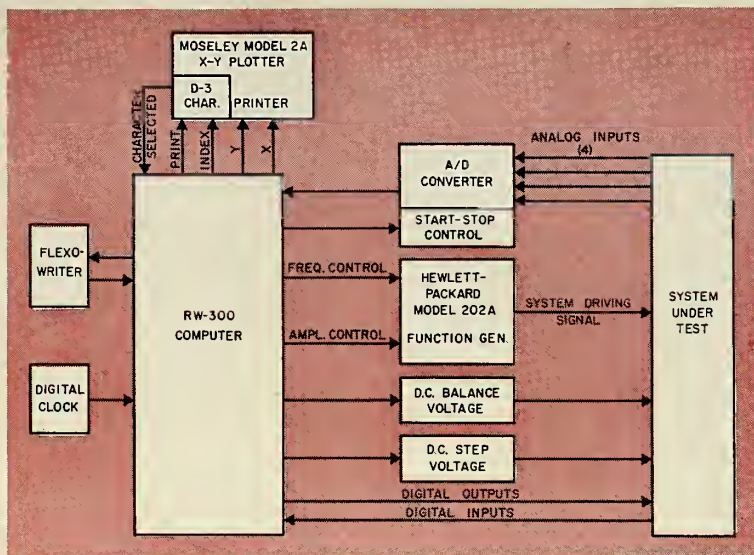 MOSELEY MODEL 2A
X-Y PLOTTER
D-3
CHAR.
PRINTER
CHARACTER
SELECTED
PRINT
INDEX
Y
X
ANALOG INPUTS
(4)
A/D
CONVERTER
START-STOP
CONTROL
FLEXO-
WRITER
FREQ. CONTROL
HEWLETT-
PACKARD
MODEL 202A
FUNCTION GEN.
SYSTEM DRIVING
SIGNAL
SYSTEM
UNDER
TEST
RW-300
COMPUTER
AMPL. CONTROL
DIGITAL
CLOCK
D.C. BALANCE
VOLTAGE
D.C. STEP
VOLTAGE
DIGITAL OUTPUTS
DIGITAL INPUTS